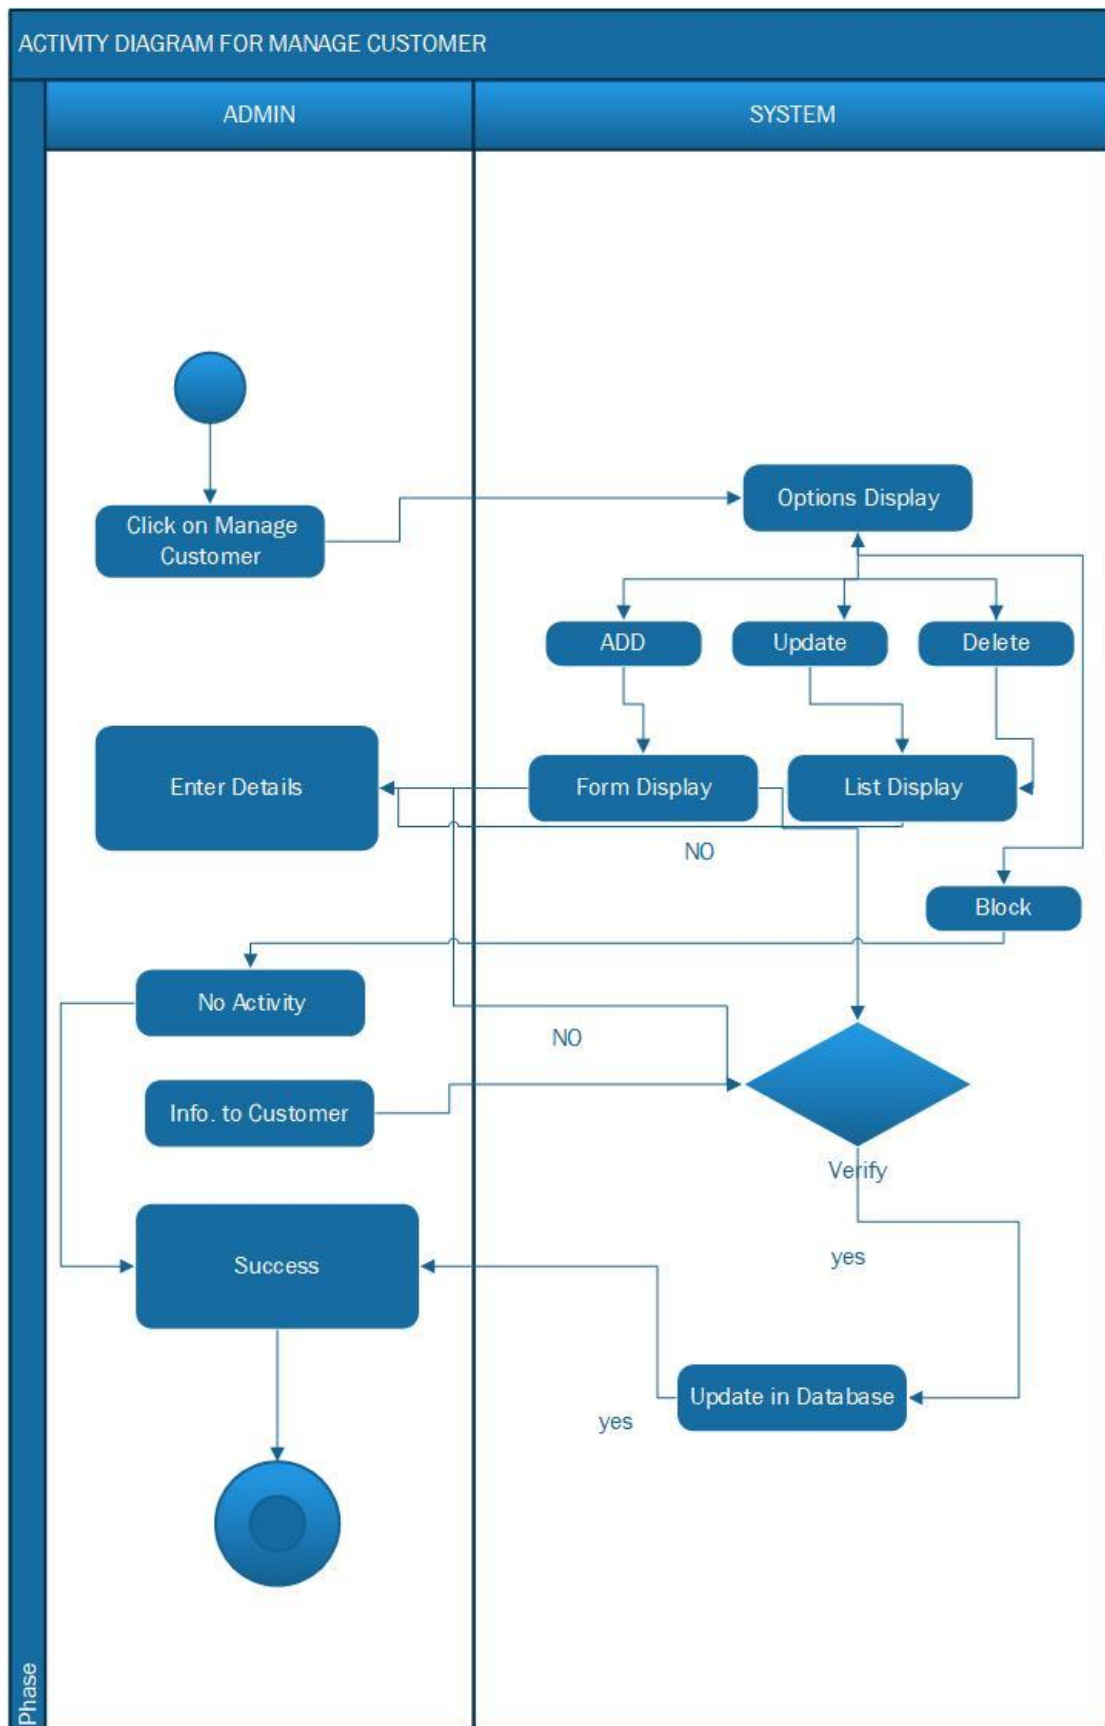 ACTIVITY DIAGRAM FOR MANAGE CUSTOMER
ADMIN
SYSTEM
Options Display
Click on Manage
Customer
ADD
Update
Delete
Enter Details
Form Display
List Display
NO
Block
No Activity
NO
Info. to Customer
Verify
Success
yes
Update in Database
yes
Phase